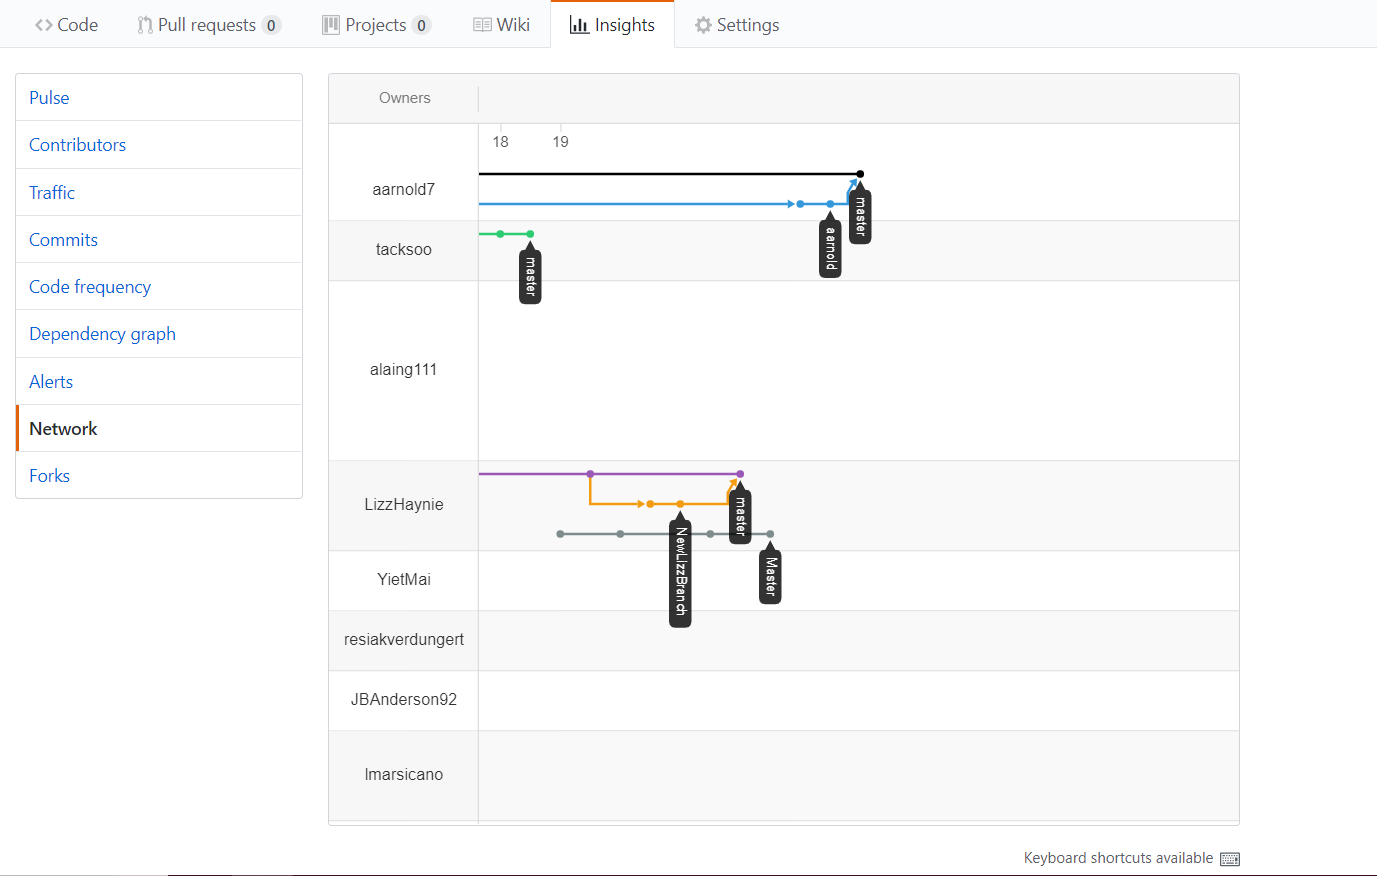 Code Pull requests 0 Projects 0 Wiki Insights Settings
Pulse
Contributors
Traffic
Commits
Code frequency
Dependency graph
Alerts
Network
Forks
Owners
18 19
aarnold7
master
aarnold
tacksoo
master
alaing111
LizzHaynie
master
NewLizzBranch
Master
YietMai
resiakverdungert
JBAnderson92
lmarsicano
Keyboard shortcuts available